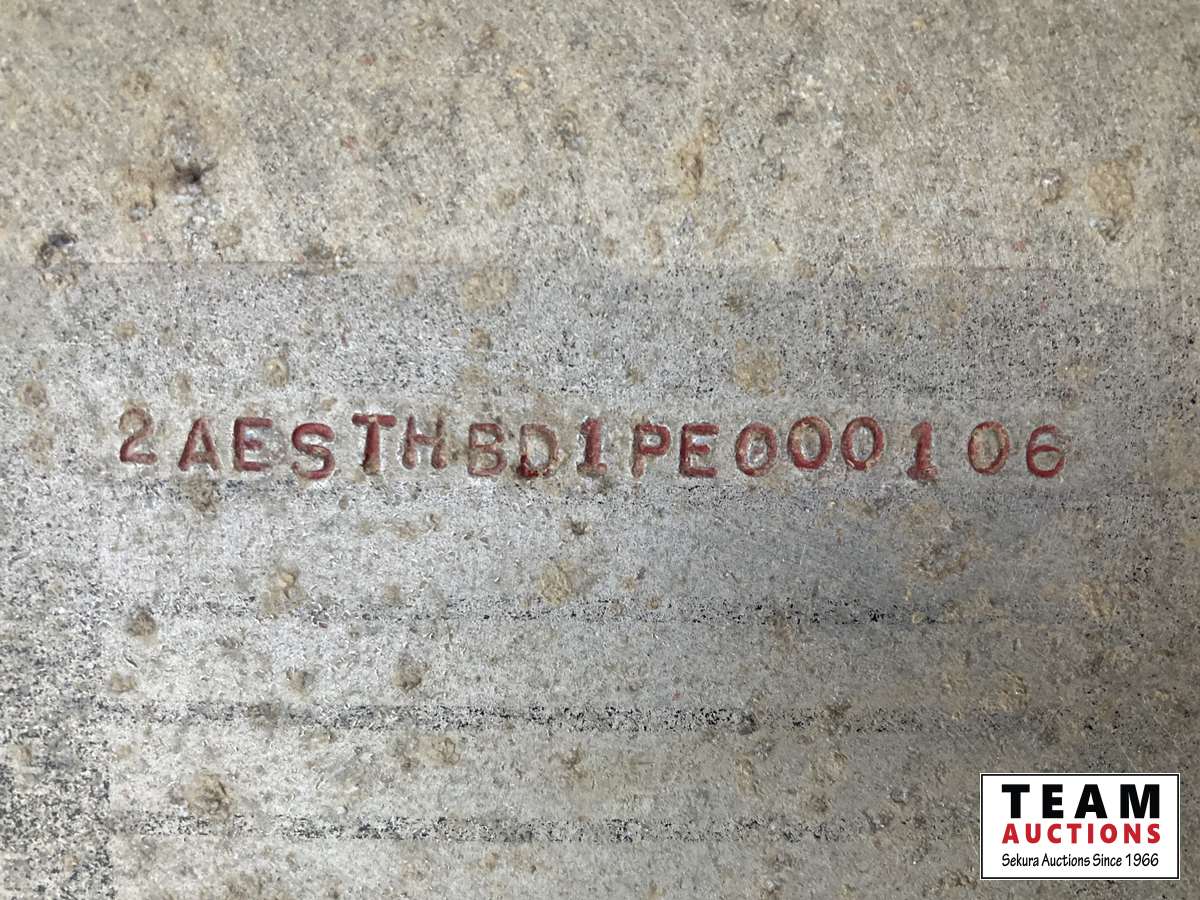 2AESTHBD1PE000106
TEAM
AUCTIONS
Sekura Auctions Since 1966